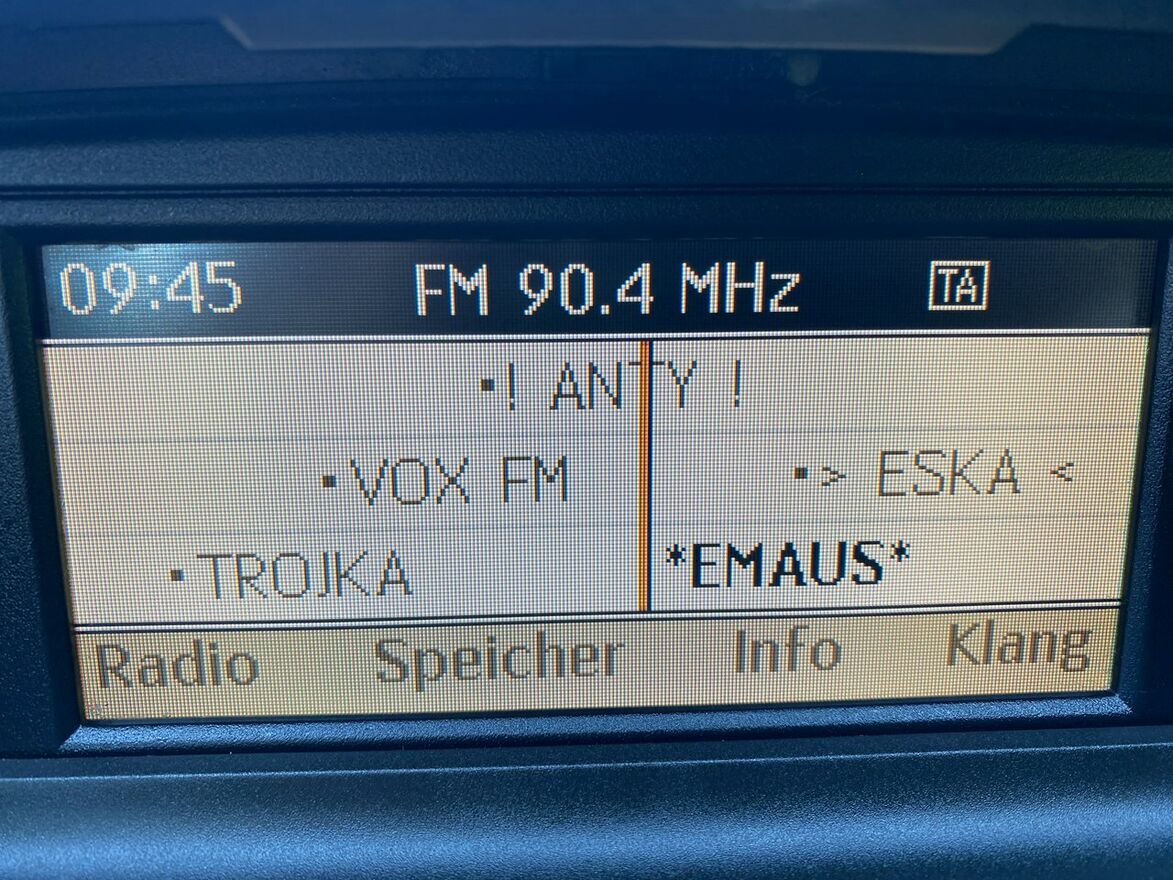 09:45 FM 90.4 MHz TA
•! ANTY !
•VOX FM •> ESKA <
•TROJKA *EMAUS*
Radio Speicher Info Klang